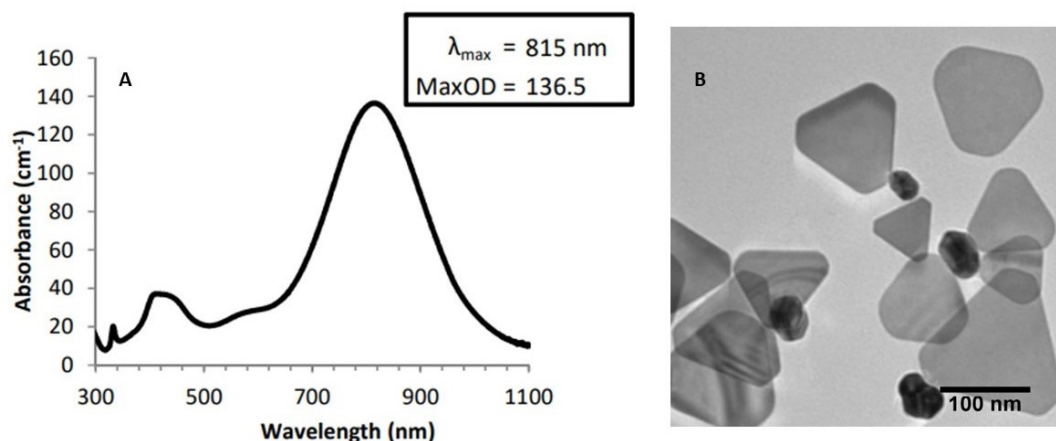 λmax = 815 nm
MaxOD = 136.5
A
Absorbance (cm-1)
160
140
120
100
80
60
40
20
0
300
500
700
900
1100
Wavelength (nm)
B
100 nm